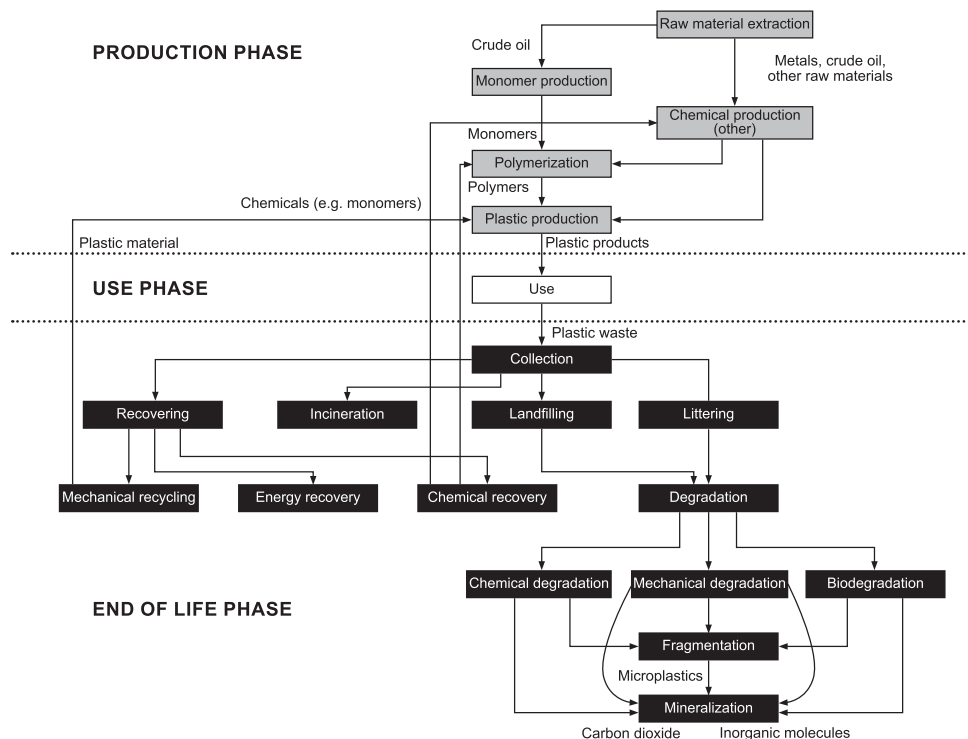 Raw material extraction
PRODUCTION PHASE
Crude oil
Metals, crude oil,
other raw materials
Monomer production
Chemical production
(other)
Monomers
Polymerization
Polymers
Chemicals (e.g. monomers)
Plastic production
Plastic material
Plastic products
USE PHASE
Use
Plastic waste
Collection
Recovering
Incineration
Landfilling
Littering
Mechanical recycling
Energy recovery
Chemical recovery
Degradation
Chemical degradation
Mechanical degradation
Biodegradation
END OF LIFE PHASE
Fragmentation
Microplastics
Mineralization
Carbon dioxide
Inorganic molecules